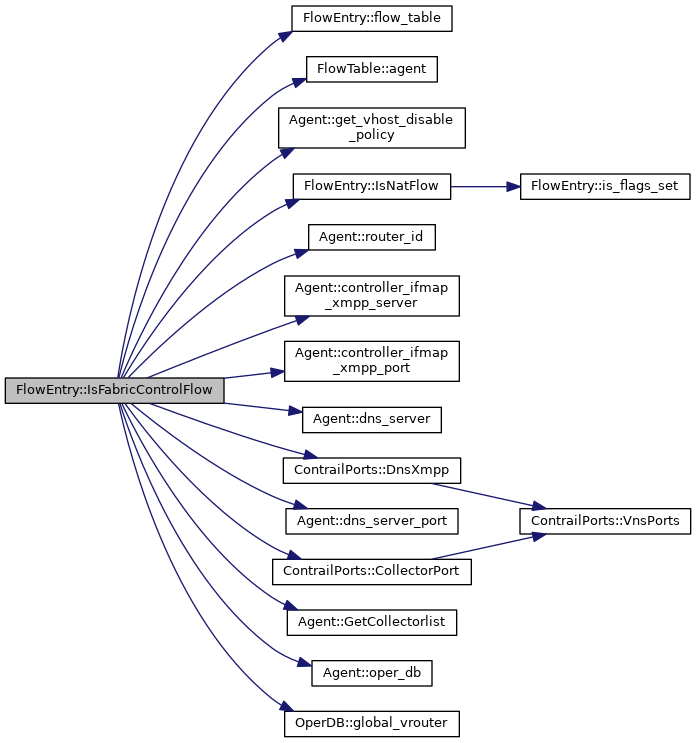 FlowEntry::flow_table
FlowTable::agent
Agent::get_vhost_disable
_policy
FlowEntry::IsNatFlow
FlowEntry::is_flags_set
Agent::router_id
Agent::controller_ifmap
_xmpp_server
Agent::controller_ifmap
_xmpp_port
FlowEntry::IsFabricControlFlow
Agent::dns_server
ContrailPorts::DnsXmpp
Agent::dns_server_port
ContrailPorts::VnsPorts
ContrailPorts::CollectorPort
Agent::GetCollectorlist
Agent::oper_db
OperDB::global_vrouter